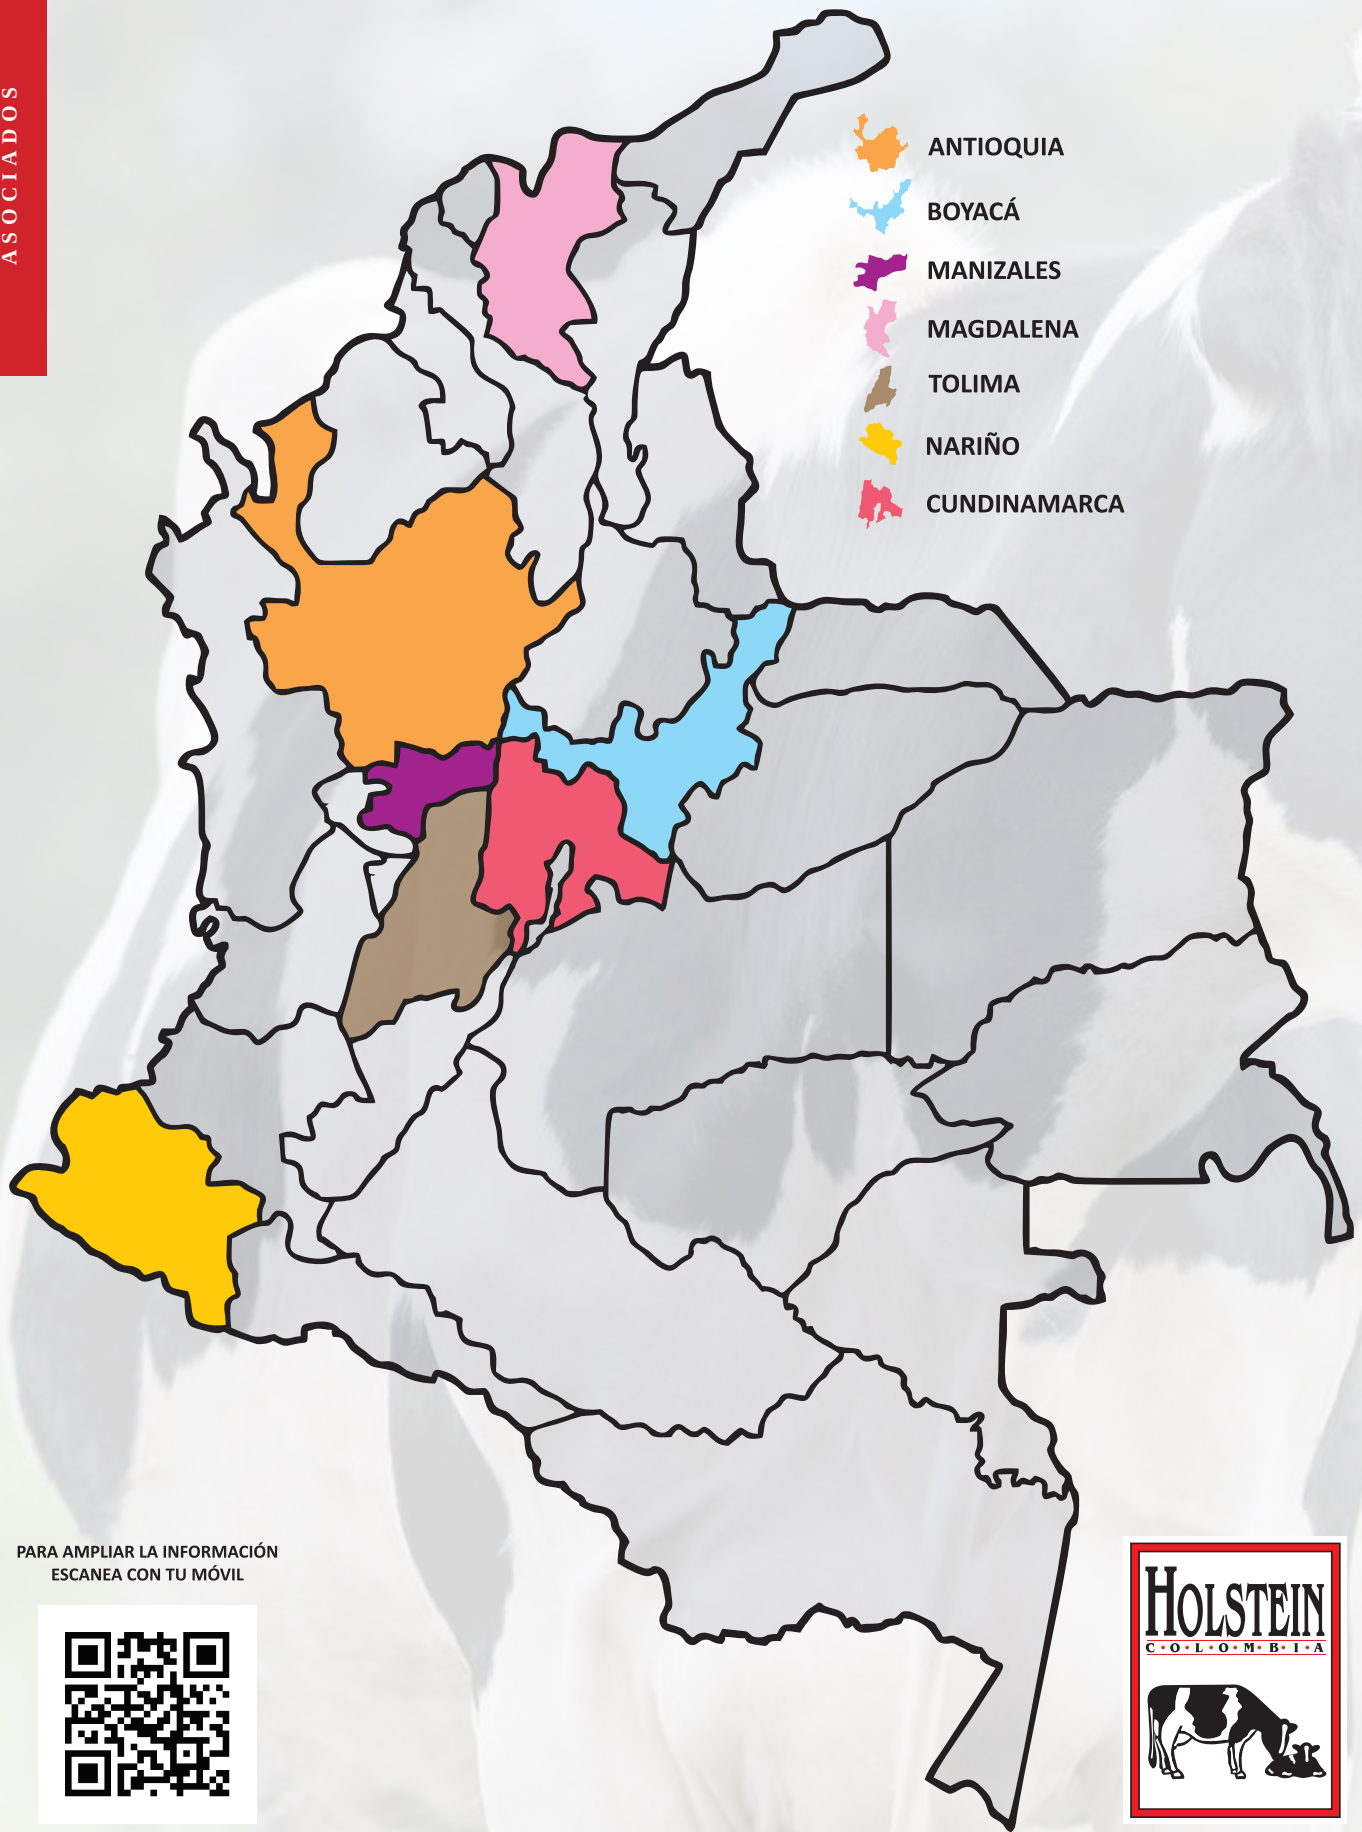 ASOCIADOS
ANTIOQUIA
BOYACÁ
MANIZALES
MAGDALENA
TOLIMA
NARIÑO
CUNDINAMARCA
PARA AMPLIAR LA INFORMACIÓN
ESCANEA CON TU MÓVIL
HOLSTEIN
C·O·L·O·M·B·I·A